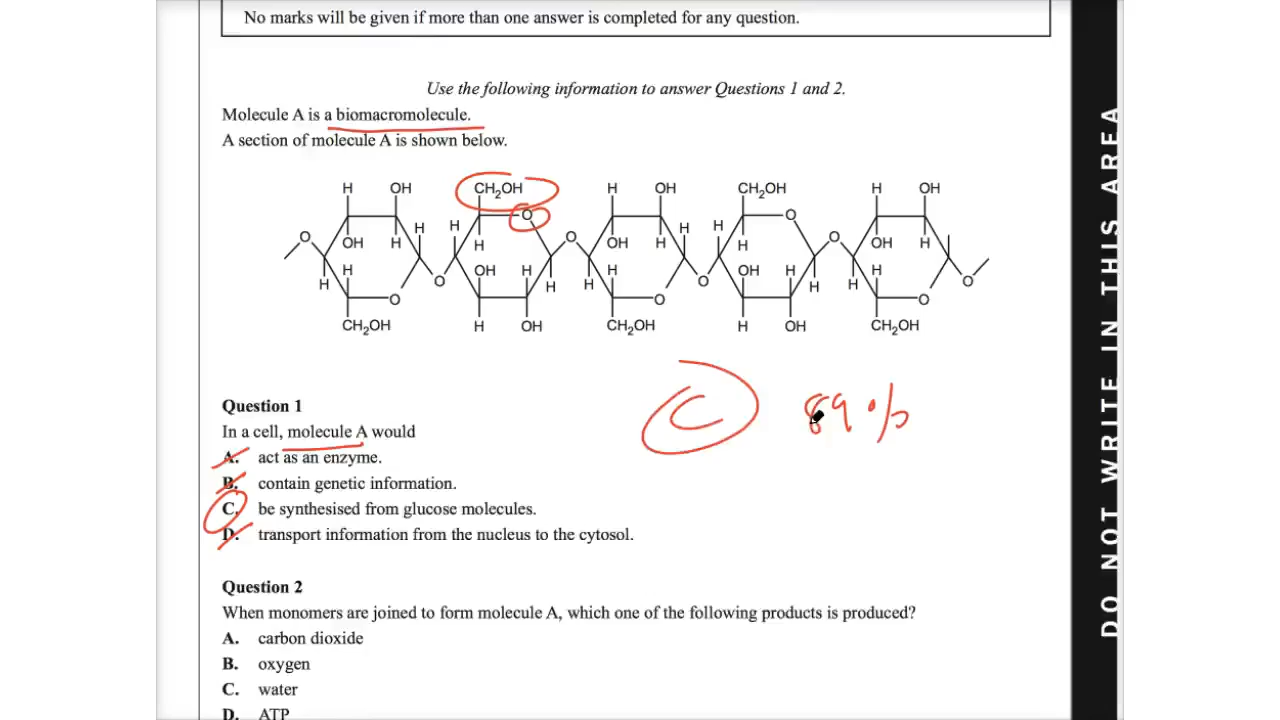 No marks will be given if more than one answer is completed for any question.
Use the following information to answer Questions 1 and 2.
Molecule A is a biomacromolecule.
A section of molecule A is shown below.
H OH CH₂OH H OH CH₂OH H OH
O O
H H H H
O OH H H O OH H H O OH H
H OH H H OH H H
H H H H H
O O O
O O O
CH₂OH H OH CH₂OH H OH CH₂OH
C 89%
Question 1
In a cell, molecule A would
A. act as an enzyme.
B. contain genetic information.
C. be synthesised from glucose molecules.
D. transport information from the nucleus to the cytosol.
Question 2
When monomers are joined to form molecule A, which one of the following products is produced?
A. carbon dioxide
B. oxygen
C. water
D. ATP
DO NOT WRITE IN THIS AREA